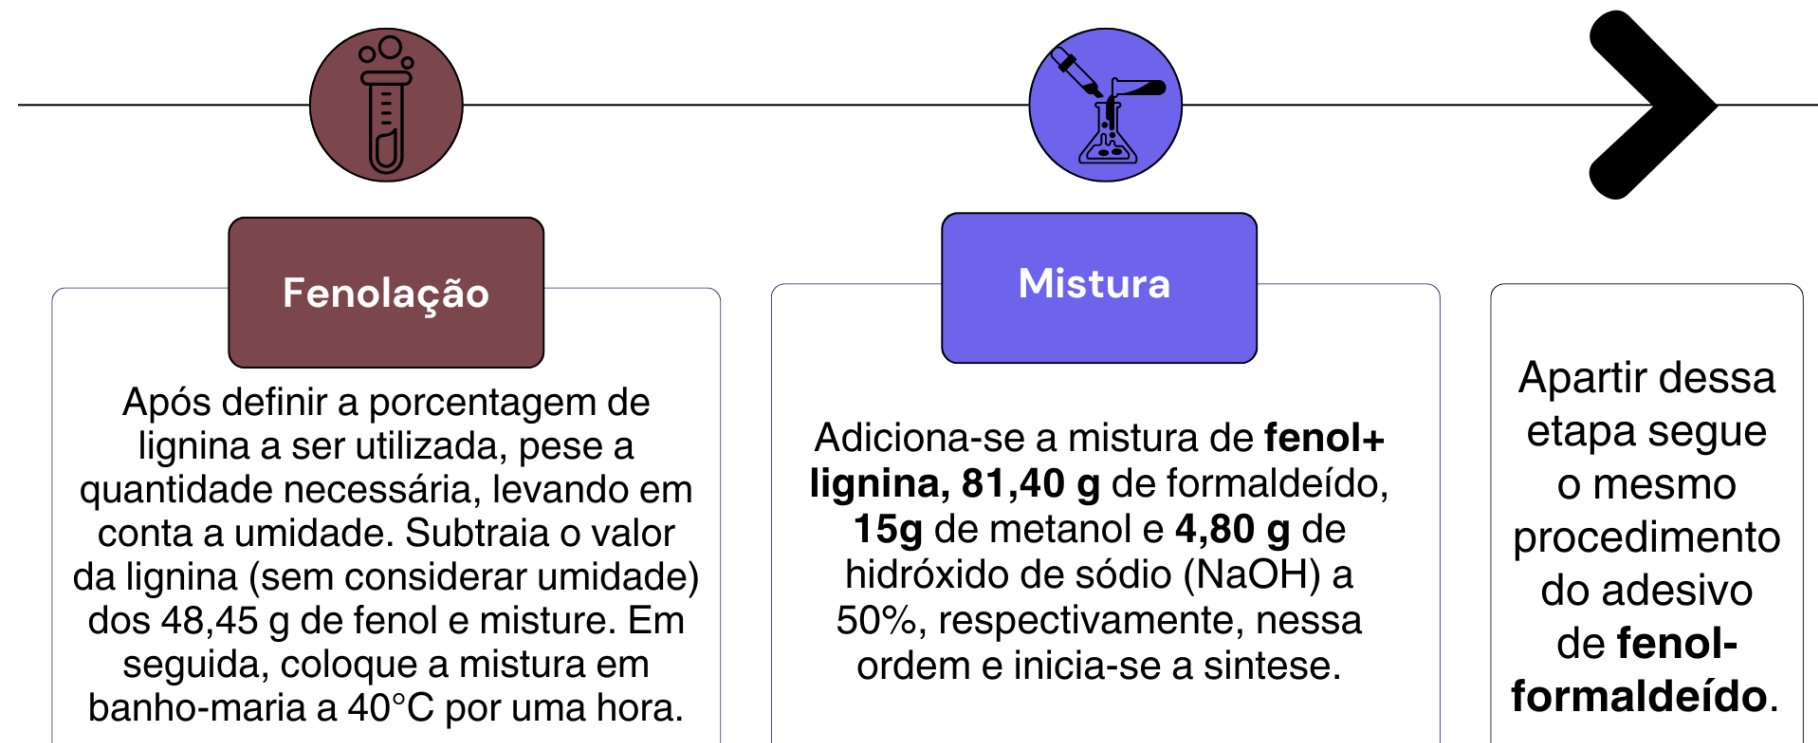 Fenolação
Após definir a porcentagem de
lignina a ser utilizada, pese a
quantidade necessária, levando em
conta a umidade. Subtraia o valor
da lignina (sem considerar umidade)
dos 48,45 g de fenol e misture. Em
seguida, coloque a mistura em
banho-maria a 40°C por uma hora.
Mistura
Adiciona-se a mistura de fenol+
lignina, 81,40 g de formaldeído,
15g de metanol e 4,80 g de
hidróxido de sódio (NaOH) a
50%, respectivamente, nessa
ordem e inicia-se a sintese.
Apartir dessa
etapa segue
o mesmo
procedimento
do adesivo
de fenol-
formaldeído.